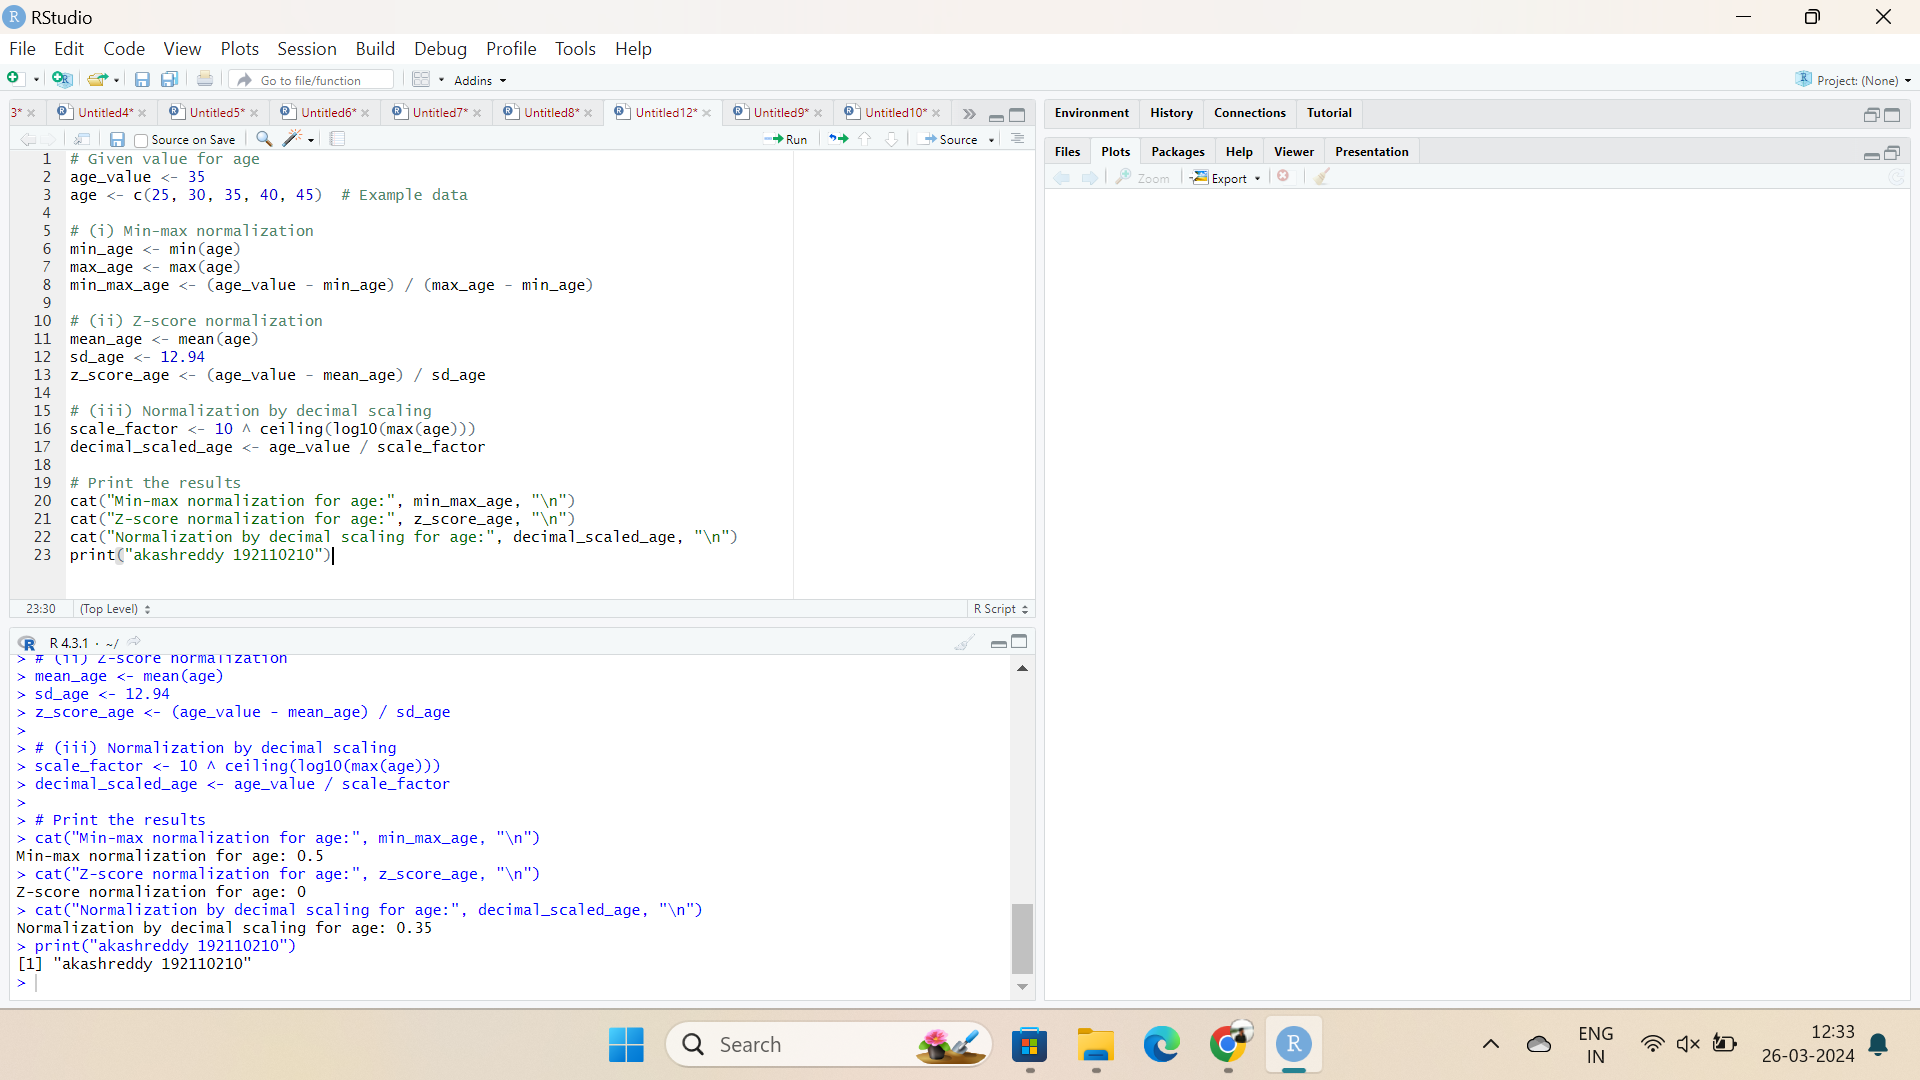 RStudio
File Edit Code View Plots Session Build Debug Profile Tools Help
Go to file/function Addins Project: (None)
3* Untitled4* Untitled5* Untitled6* Untitled7* Untitled8* Untitled12* Untitled9* Untitled10*
Source on Save Run Source
1 # Given value for age
2 age_value <- 35
3 age <- c(25, 30, 35, 40, 45)  # Example data
4
5 # (i) Min-max normalization
6 min_age <- min(age)
7 max_age <- max(age)
8 min_max_age <- (age_value - min_age) / (max_age - min_age)
9
10 # (ii) Z-score normalization
11 mean_age <- mean(age)
12 sd_age <- 12.94
13 z_score_age <- (age_value - mean_age) / sd_age
14
15 # (iii) Normalization by decimal scaling
16 scale_factor <- 10 ^ ceiling(log10(max(age)))
17 decimal_scaled_age <- age_value / scale_factor
18
19 # Print the results
20 cat("Min-max normalization for age:", min_max_age, "\n")
21 cat("Z-score normalization for age:", z_score_age, "\n")
22 cat("Normalization by decimal scaling for age:", decimal_scaled_age, "\n")
23 print("akashreddy 192110210")
23:30 (Top Level) R Script
R 4.3.1 · ~/
> # (ii) Z-score normalization
> mean_age <- mean(age)
> sd_age <- 12.94
> z_score_age <- (age_value - mean_age) / sd_age
>
> # (iii) Normalization by decimal scaling
> scale_factor <- 10 ^ ceiling(log10(max(age)))
> decimal_scaled_age <- age_value / scale_factor
>
> # Print the results
> cat("Min-max normalization for age:", min_max_age, "\n")
Min-max normalization for age: 0.5
> cat("Z-score normalization for age:", z_score_age, "\n")
Z-score normalization for age: 0
> cat("Normalization by decimal scaling for age:", decimal_scaled_age, "\n")
Normalization by decimal scaling for age: 0.35
> print("akashreddy 192110210")
[1] "akashreddy 192110210"
>
Environment History Connections Tutorial
Files Plots Packages Help Viewer Presentation
Zoom Export
Search
ENG
IN
12:33
26-03-2024